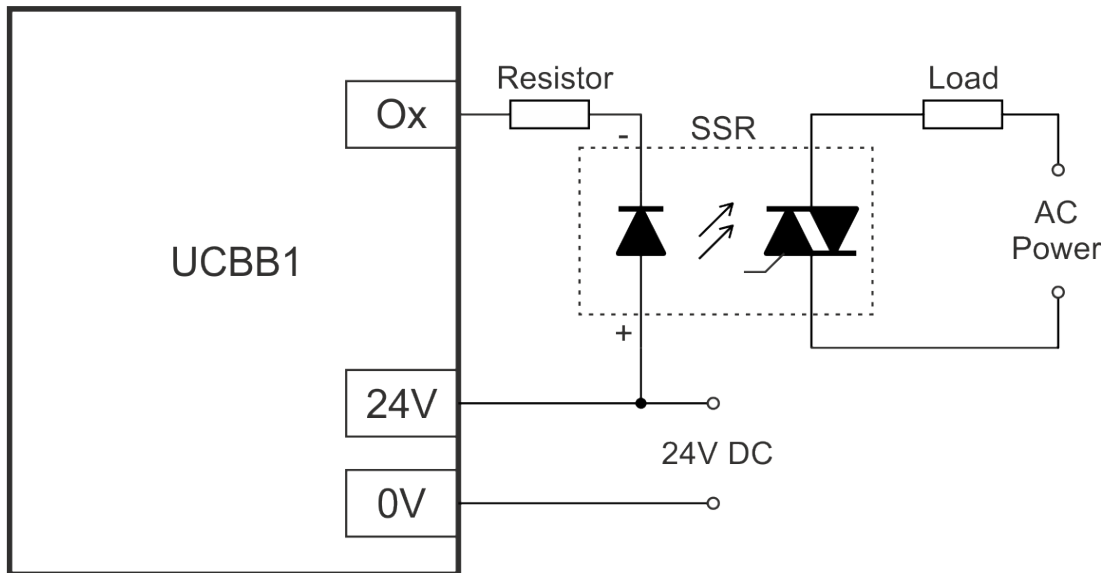 Resistor
Load
Ox
-
SSR
AC
Power
UCBB1
+
24V
24V DC
0V